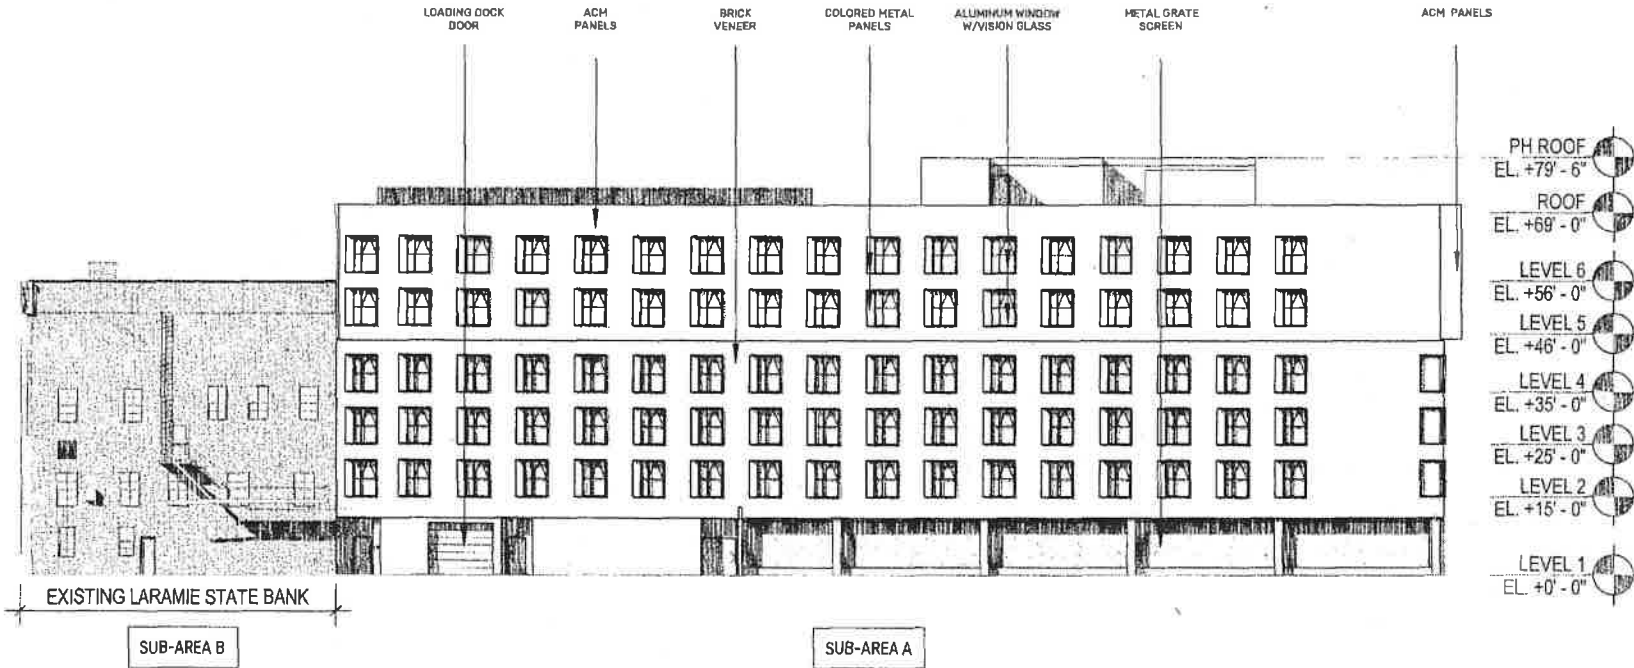 LOADING DOCK
DOOR
ACM
PANELS
BRICK
VENEER
COLORED METAL
PANELS
ALUMINUM WINDOW
W/VISION GLASS
METAL GRATE
SCREEN
ACM PANELS
PH ROOF
EL. +79' - 6"
ROOF
EL. +69' - 0"
LEVEL 6
EL. +56' - 0"
LEVEL 5
EL. +46' - 0"
LEVEL 4
EL. +35' - 0"
LEVEL 3
EL. +25' - 0"
LEVEL 2
EL. +15' - 0"
LEVEL 1
EL. +0' - 0"
EXISTING LARAMIE STATE BANK
SUB-AREA B
SUB-AREA A